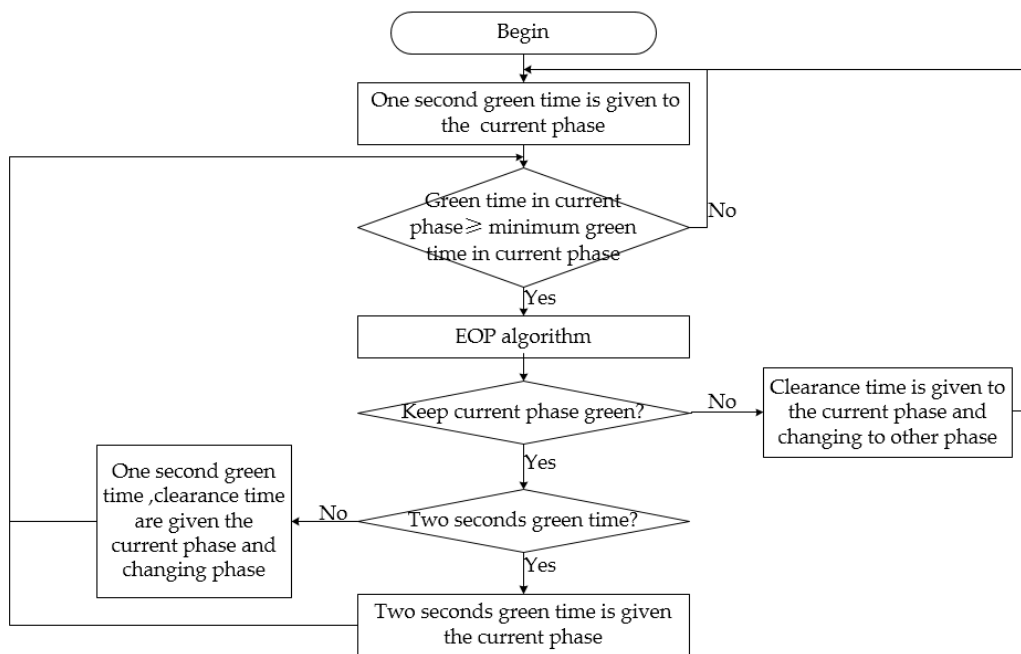 Begin
One second green time is given to
the current phase
Green time in current
phase≥ minimum green
time in current phase
No
Yes
EOP algorithm
Keep current phase green?
No
Clearance time is given to
the current phase and
changing to other phase
Yes
One second green
time ,clearance time
are given the
current phase and
changing phase
No
Two seconds green time?
Yes
Two seconds green time is given
the current phase